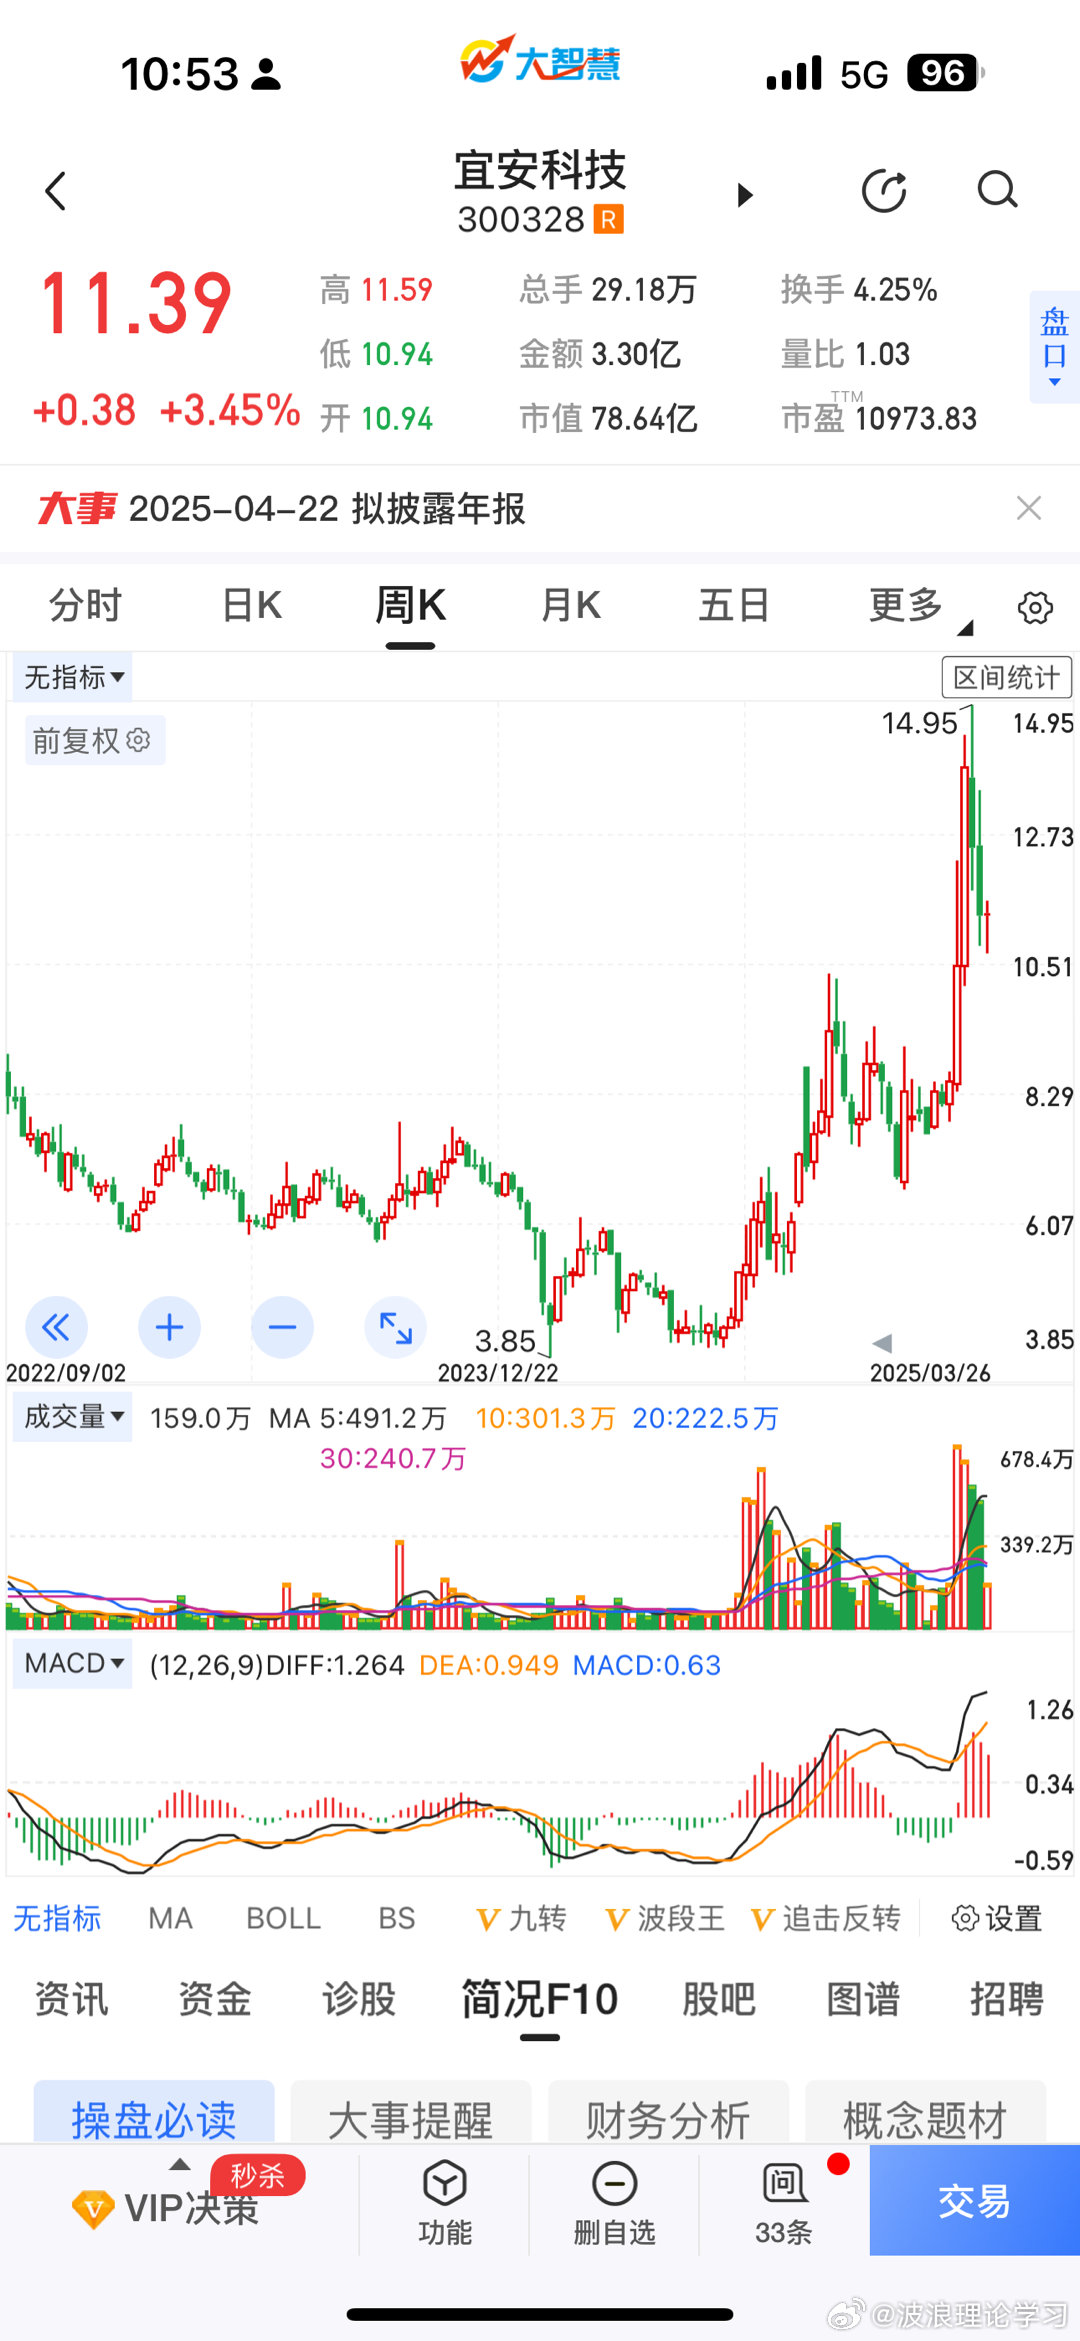 10:53 大智慧 5G 96
宜安科技
300328 R
11.39 高 11.59 总手 29.18万 换手 4.25%
低 10.94 金额 3.30亿 量比 1.03
+0.38 +3.45% 开 10.94 市值 78.64亿 市盈TTM 10973.83
盘口
大事 2025-04-22 拟披露年报
分时 日K 周K 月K 五日 更多
无指标 区间统计
前复权
14.95 14.95
12.73
10.51
8.29
6.07
3.85 3.85
2022/09/02 2023/12/22 2025/03/26
成交量 159.0万 MA 5:491.2万 10:301.3万 20:222.5万
30:240.7万 678.4万
339.2万
MACD (12,26,9)DIFF:1.264 DEA:0.949 MACD:0.63
1.26
0.34
-0.59
无指标 MA BOLL BS V九转 V波段王 V追击反转 设置
资讯 资金 诊股 简况F10 股吧 图谱 招聘
操盘必读 大事提醒 财务分析 概念题材
秒杀
V VIP决策 功能 删自选 问 33条 交易
@波浪理论学习